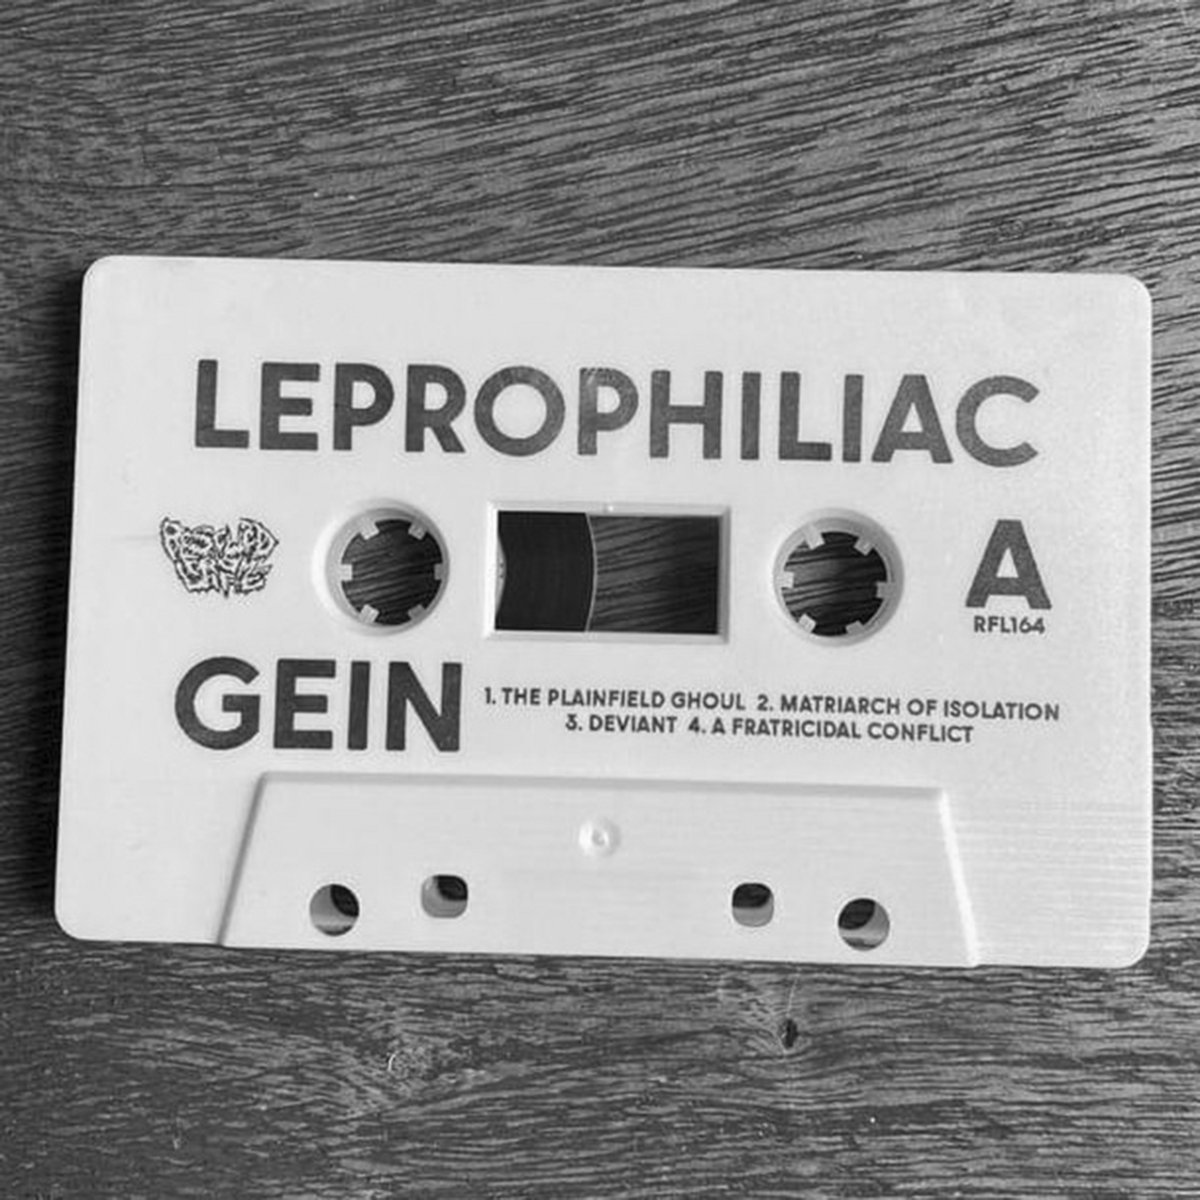 LEPROPHILIAC
A
RFL164
GEIN
1. THE PLAINFIELD GHOUL 2. MATRIARCH OF ISOLATION
3. DEVIANT 4. A FRATRICIDAL CONFLICT